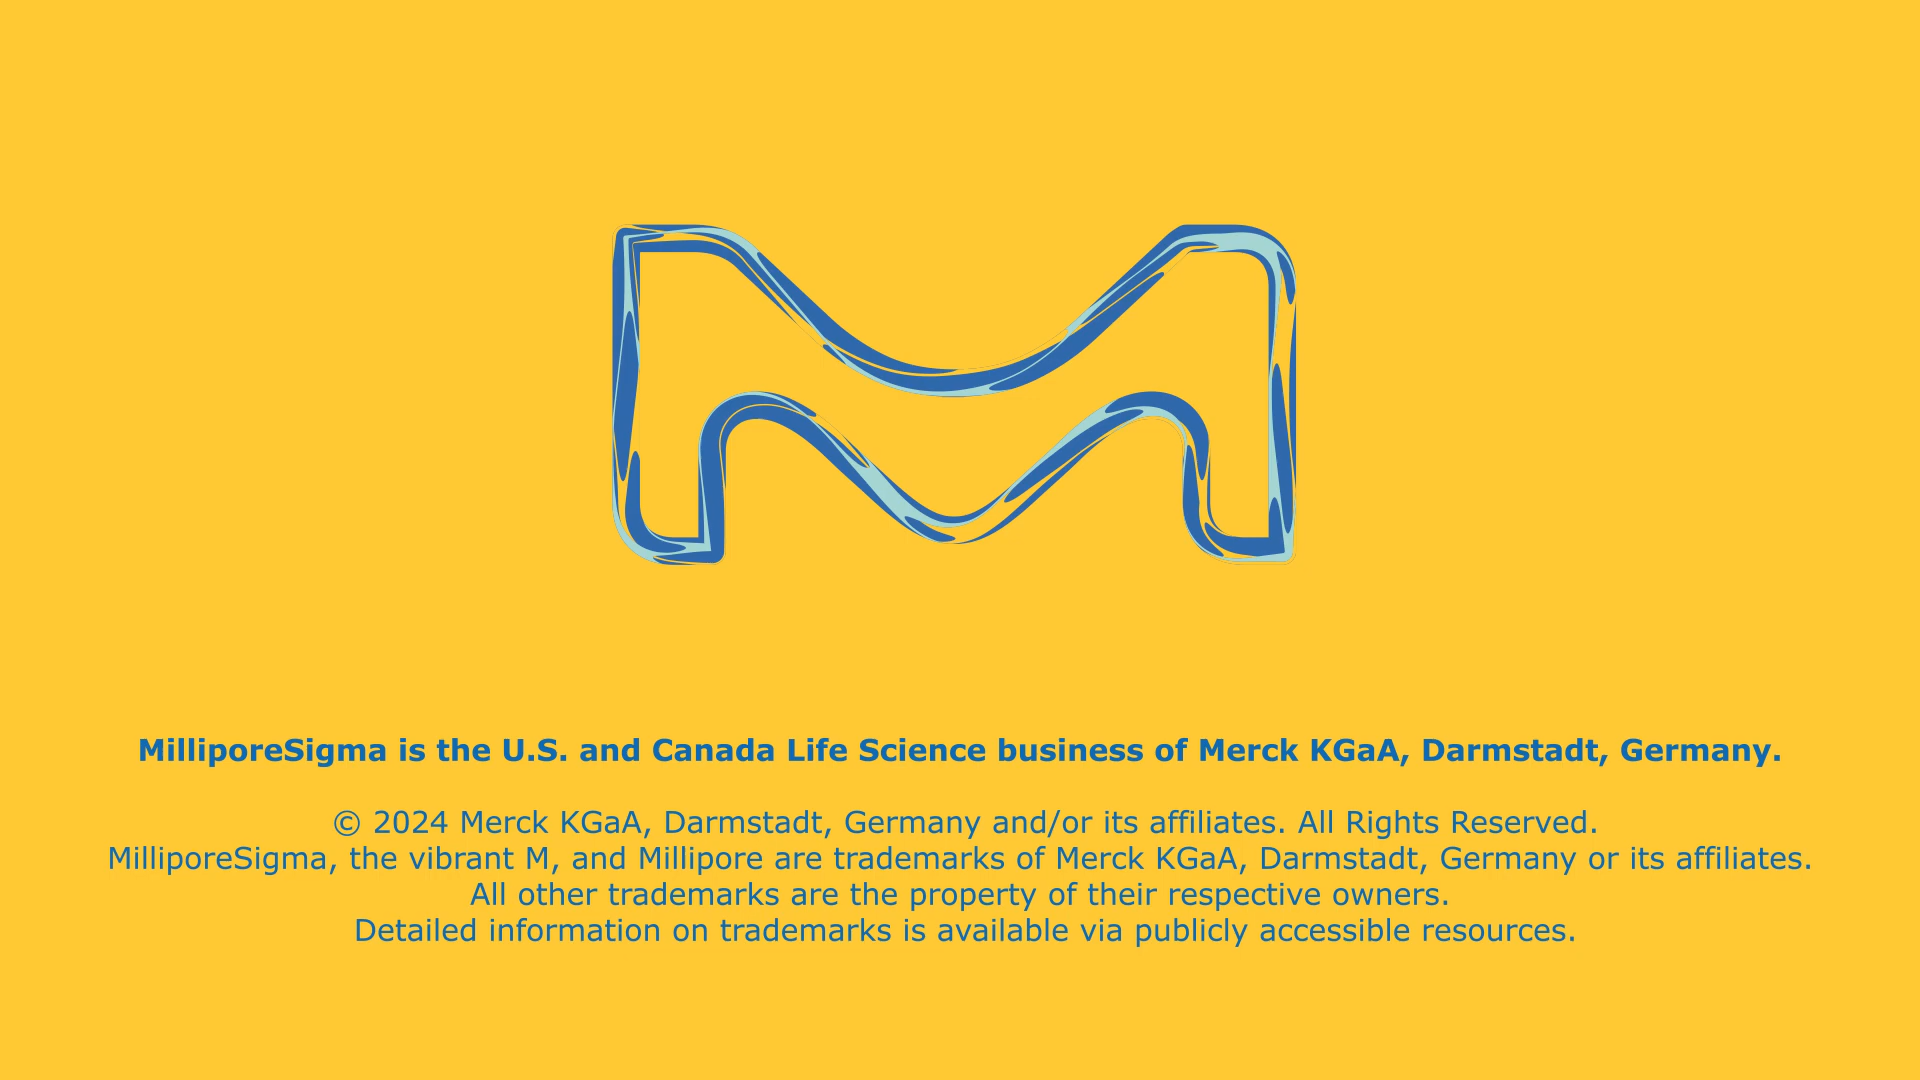 MilliporeSigma is the U.S. and Canada Life Science business of Merck KGaA, Darmstadt, Germany.
© 2024 Merck KGaA, Darmstadt, Germany and/or its affiliates. All Rights Reserved.
MilliporeSigma, the vibrant M, and Millipore are trademarks of Merck KGaA, Darmstadt, Germany or its affiliates.
All other trademarks are the property of their respective owners.
Detailed information on trademarks is available via publicly accessible resources.